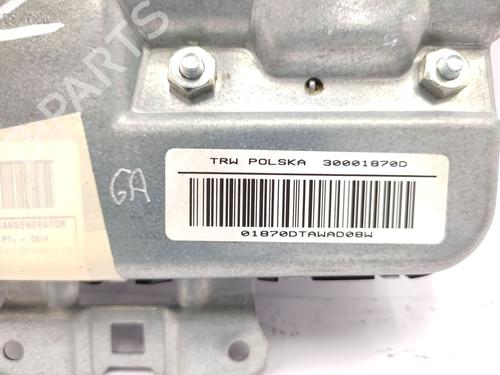 TRW POLSKA 30001870D
01870DTAWAD08W
GA
GASGENERATOR
PARTS